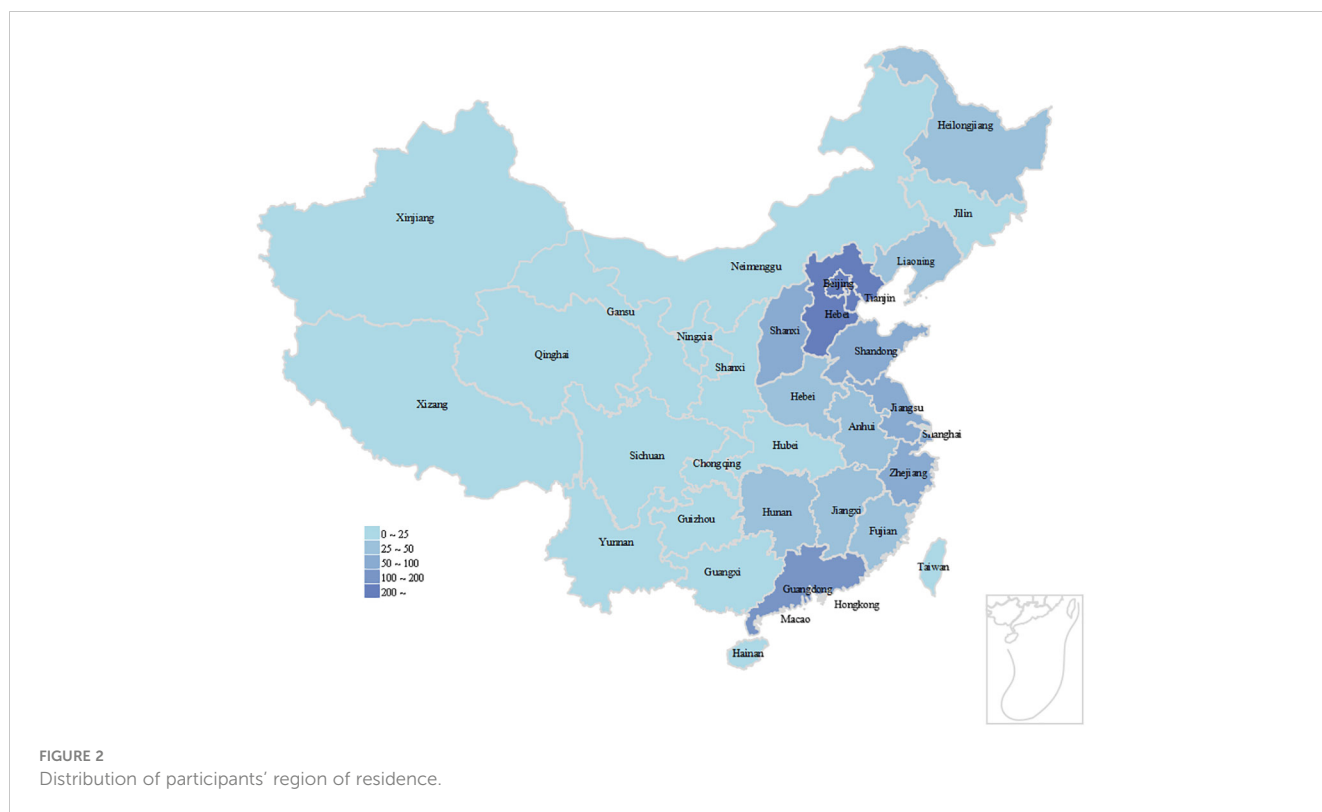 Heilongjiang
Jilin
Xinjiang
Liaoning
Neimenggu
Beijing
Tianjin
Gansu
Hebei
Ningxia
Shanxi
Shandong
Qinghai
Shanxi
Xizang
Hebei
Jiangsu
Anhui
Shanghai
Hubei
Sichuan
Chongqing
Zhejiang
Hunan
Jiangxi
Guizhou
Fujian
0 ~ 25
25 ~ 50
50 ~ 100
100 ~ 200
200 ~
Yunnan
Guangxi
Taiwan
Guangdong
Hongkong
Macao
Hainan
FIGURE 2
Distribution of participants’ region of residence.